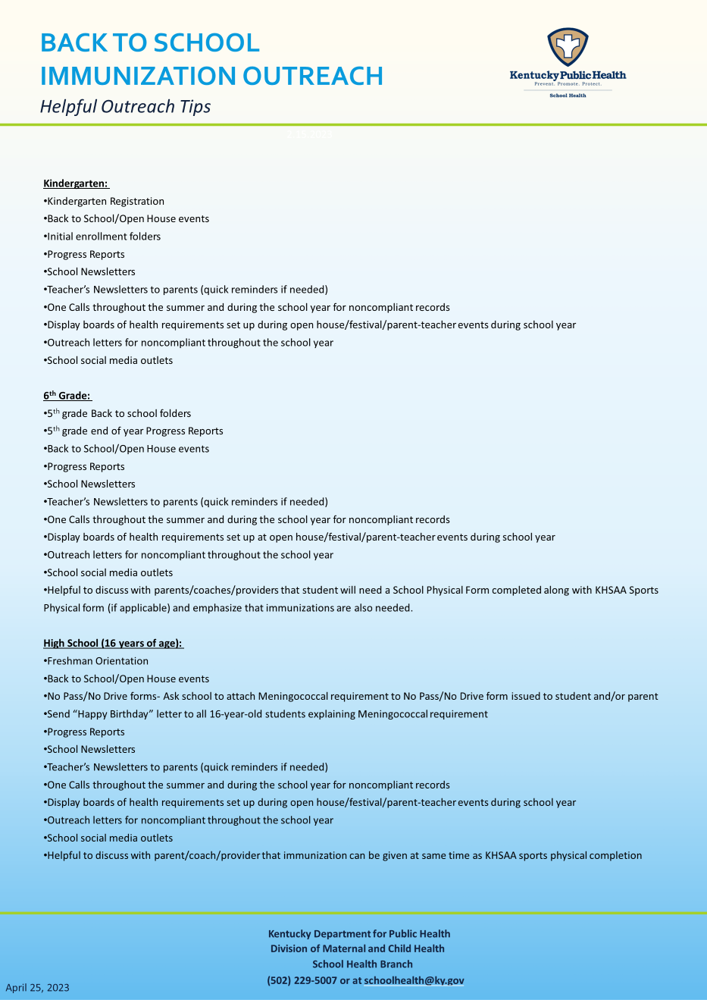 BACK TO SCHOOL
IMMUNIZATION OUTREACH
Helpful Outreach Tips
Kentucky Public Health
Prevent. Promote. Protect.
School Health
2.15.2023
Kindergarten:
•Kindergarten Registration
•Back to School/Open House events
•Initial enrollment folders
•Progress Reports
•School Newsletters
•Teacher’s Newsletters to parents (quick reminders if needed)
•One Calls throughout the summer and during the school year for noncompliant records
•Display boards of health requirements set up during open house/festival/parent-teacher events during school year
•Outreach letters for noncompliant throughout the school year
•School social media outlets
6th Grade:
•5th grade Back to school folders
•5th grade end of year Progress Reports
•Back to School/Open House events
•Progress Reports
•School Newsletters
•Teacher’s Newsletters to parents (quick reminders if needed)
•One Calls throughout the summer and during the school year for noncompliant records
•Display boards of health requirements set up at open house/festival/parent-teacher events during school year
•Outreach letters for noncompliant throughout the school year
•School social media outlets
•Helpful to discuss with parents/coaches/providers that student will need a School Physical Form completed along with KHSAA Sports
Physical form (if applicable) and emphasize that immunizations are also needed.
High School (16 years of age):
•Freshman Orientation
•Back to School/Open House events
•No Pass/No Drive forms- Ask school to attach Meningococcal requirement to No Pass/No Drive form issued to student and/or parent
•Send “Happy Birthday” letter to all 16-year-old students explaining Meningococcal requirement
•Progress Reports
•School Newsletters
•Teacher’s Newsletters to parents (quick reminders if needed)
•One Calls throughout the summer and during the school year for noncompliant records
•Display boards of health requirements set up during open house/festival/parent-teacher events during school year
•Outreach letters for noncompliant throughout the school year
•School social media outlets
•Helpful to discuss with parent/coach/provider that immunization can be given at same time as KHSAA sports physical completion
Kentucky Department for Public Health
Division of Maternal and Child Health
School Health Branch
(502) 229-5007 or at schoolhealth@ky.gov
April 25, 2023